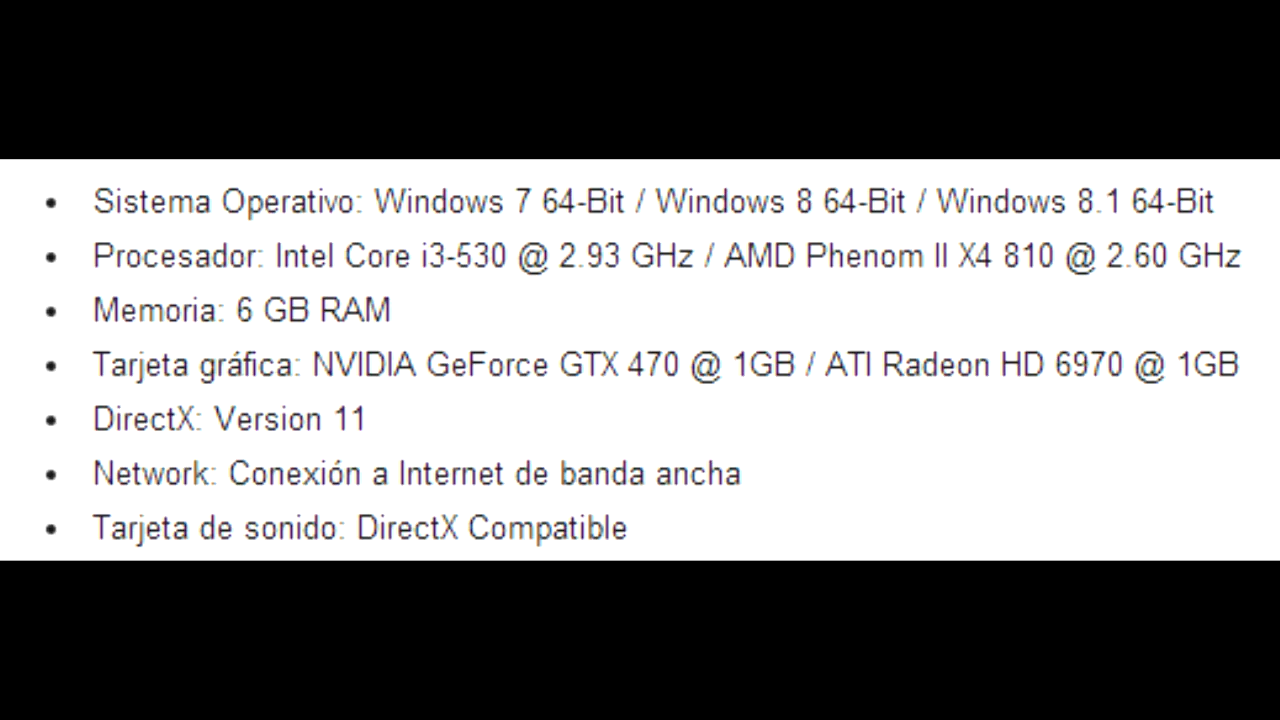 • Sistema Operativo: Windows 7 64-Bit / Windows 8 64-Bit / Windows 8.1 64-Bit
• Procesador: Intel Core i3-530 @ 2.93 GHz / AMD Phenom II X4 810 @ 2.60 GHz
• Memoria: 6 GB RAM
• Tarjeta gráfica: NVIDIA GeForce GTX 470 @ 1GB / ATI Radeon HD 6970 @ 1GB
• DirectX: Version 11
• Network: Conexión a Internet de banda ancha
• Tarjeta de sonido: DirectX Compatible